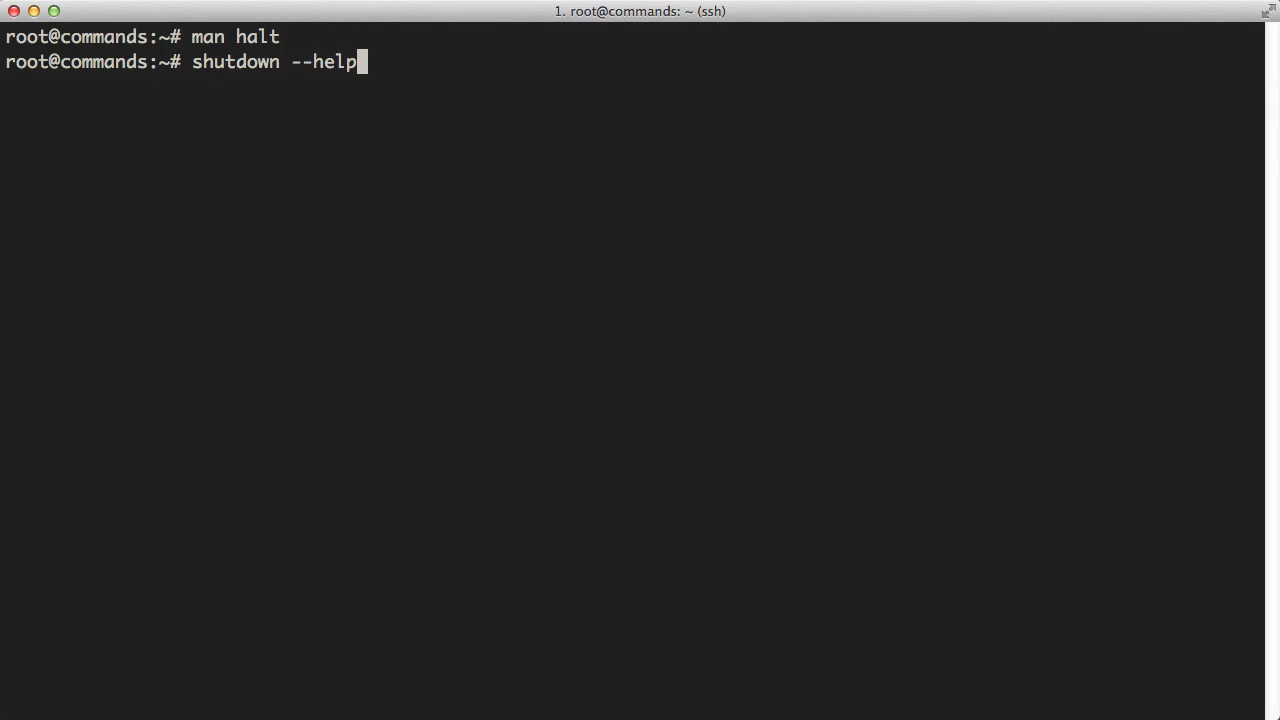 1. root@commands: ~ (ssh)
root@commands:~# man halt
root@commands:~# shutdown --help